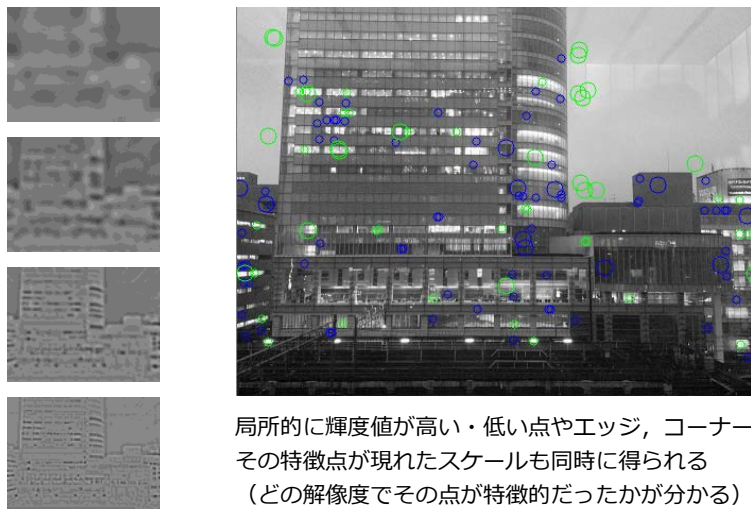 局所的に輝度値が高い・低い点やエッジ，コーナー
その特徴点が現れたスケールも同時に得られる
（どの解像度でその点が特徴的だったかが分かる）